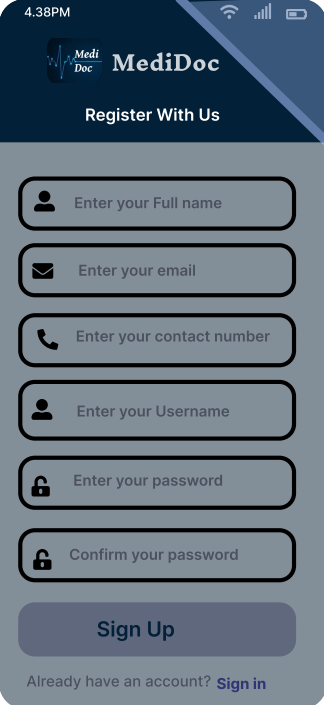 4.38PM
Medi
Doc
MediDoc
Register With Us
Enter your Full name
Enter your email
Enter your contact number
Enter your Username
Enter your password
Confirm your password
Sign Up
Already have an account? Sign in